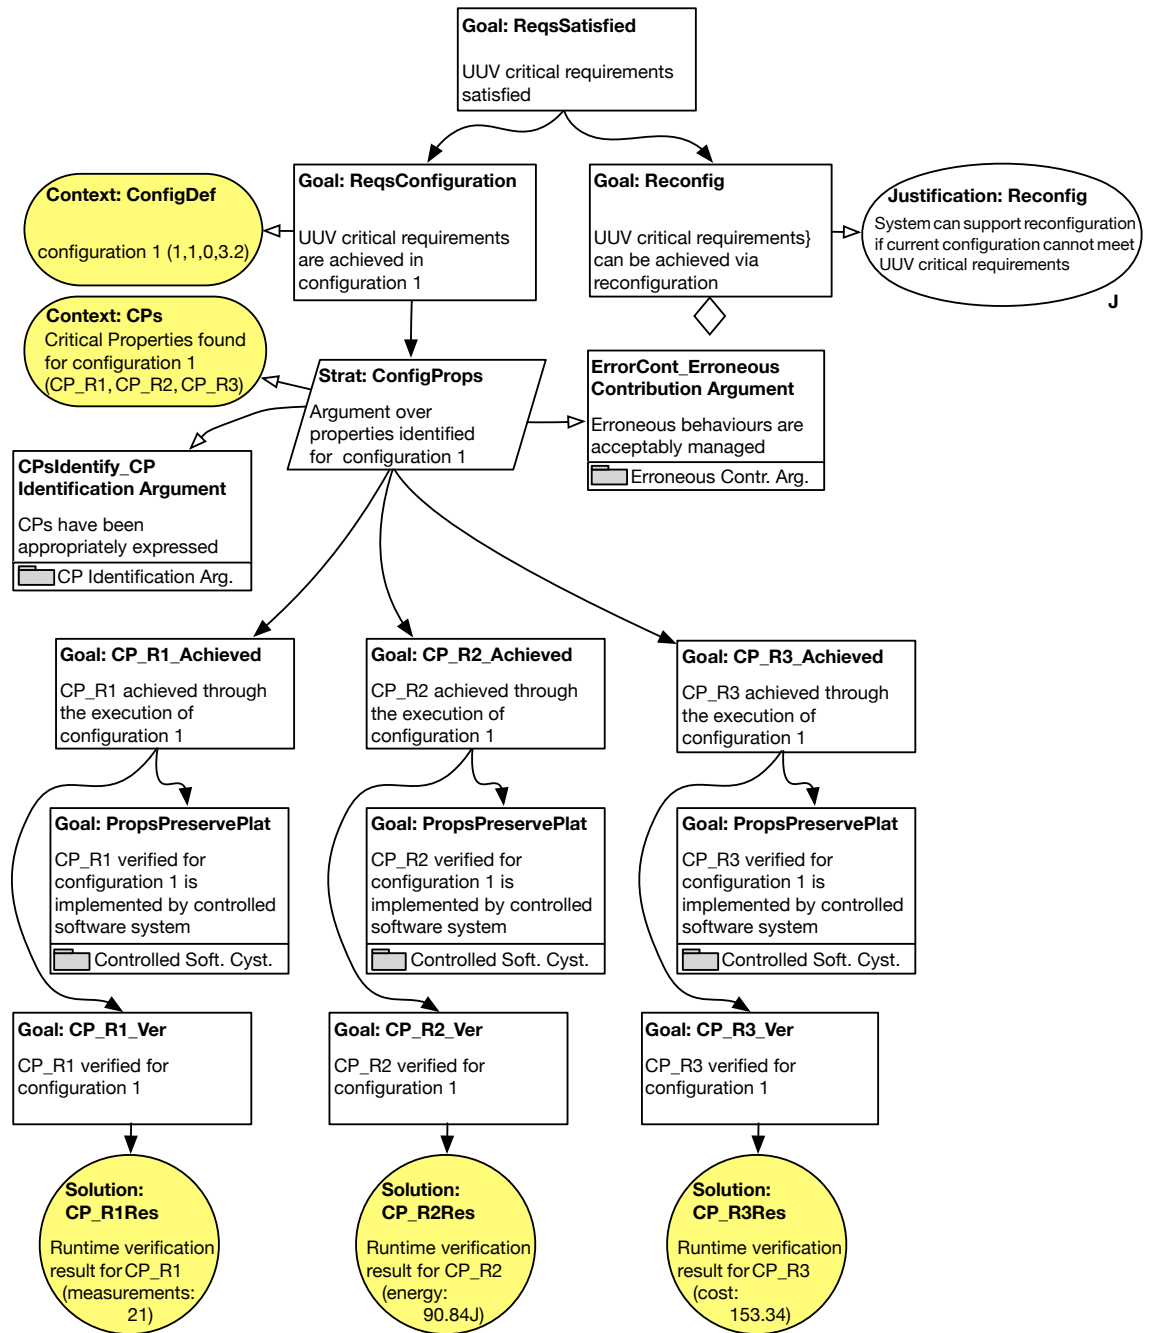 Goal: ReqsSatisfied
UUV critical requirements
satisfied
Context: ConfigDef
configuration 1 (1,1,0,3.2)
Goal: ReqsConfiguration
UUV critical requirements
are achieved in
configuration 1
Goal: Reconfig
UUV critical requirements}
can be achieved via
reconfiguration
Justification: Reconfig
System can support reconfiguration
if current configuration cannot meet
UUV critical requirements
J
Context: CPs
Critical Properties found
for configuration 1
(CP_R1, CP_R2, CP_R3)
Strat: ConfigProps
Argument over
properties identified
for configuration 1
ErrorCont_Erroneous
Contribution Argument
Erroneous behaviours are
acceptably managed
Erroneous Contr. Arg.
CPsIdentify_CP
Identification Argument
CPs have been
appropriately expressed
CP Identification Arg.
Goal: CP_R1_Achieved
CP_R1 achieved through
the execution of
configuration 1
Goal: CP_R2_Achieved
CP_R2 achieved through
the execution of
configuration 1
Goal: CP_R3_Achieved
CP_R3 achieved through
the execution of
configuration 1
Goal: PropsPreservePlat
CP_R1 verified for
configuration 1 is
implemented by controlled
software system
Controlled Soft. Cyst.
Goal: PropsPreservePlat
CP_R2 verified for
configuration 1 is
implemented by controlled
software system
Controlled Soft. Cyst.
Goal: PropsPreservePlat
CP_R3 verified for
configuration 1 is
implemented by controlled
software system
Controlled Soft. Cyst.
Goal: CP_R1_Ver
CP_R1 verified for
configuration 1
Goal: CP_R2_Ver
CP_R2 verified for
configuration 1
Goal: CP_R3_Ver
CP_R3 verified for
configuration 1
Solution:
CP_R1Res
Runtime verification
result for CP_R1
(measurements:
21)
Solution:
CP_R2Res
Runtime verification
result for CP_R2
(energy:
90.84J)
Solution:
CP_R3Res
Runtime verification
result for CP_R3
(cost:
153.34)